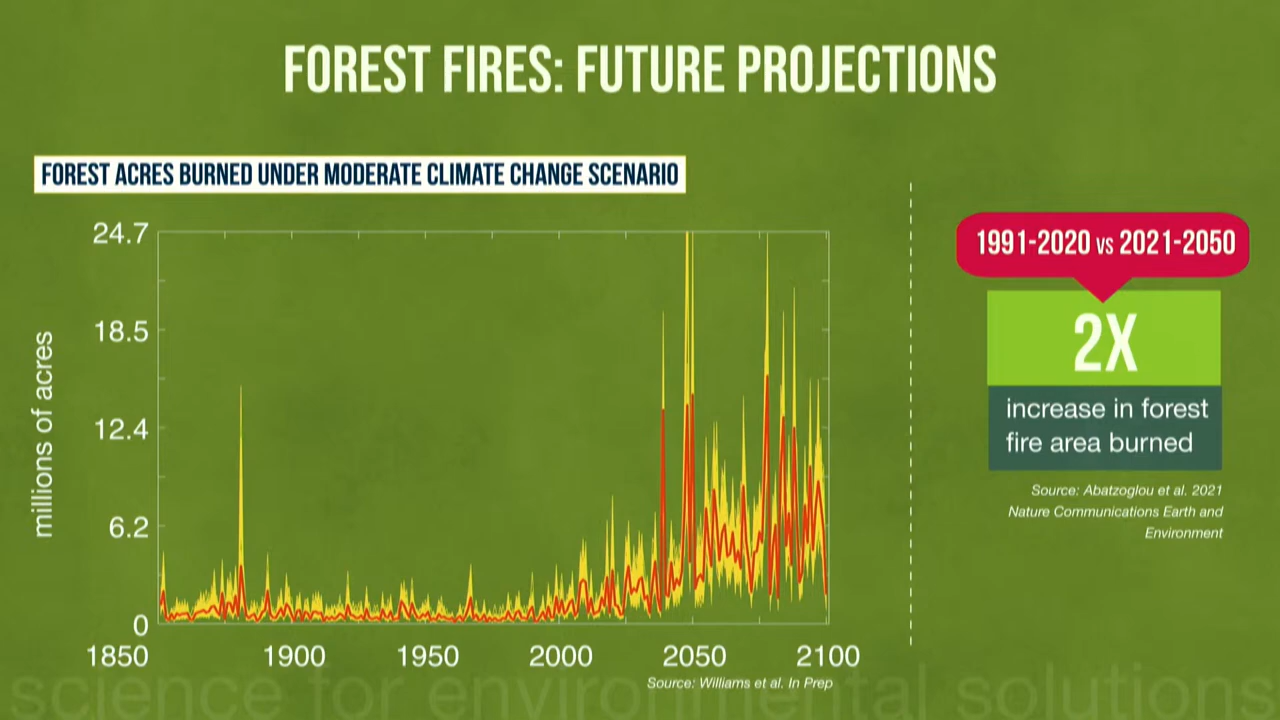 FOREST FIRES: FUTURE PROJECTIONS
FOREST ACRES BURNED UNDER MODERATE CLIMATE CHANGE SCENARIO
millions of acres
24.7
18.5
12.4
6.2
0
1850 1900 1950 2000 2050 2100
Source: Williams et al. In Prep
1991-2020 VS 2021-2050
2X
increase in forest
fire area burned
Source: Abatzoglou et al. 2021
Nature Communications Earth and
Environment
science for environmental solutions